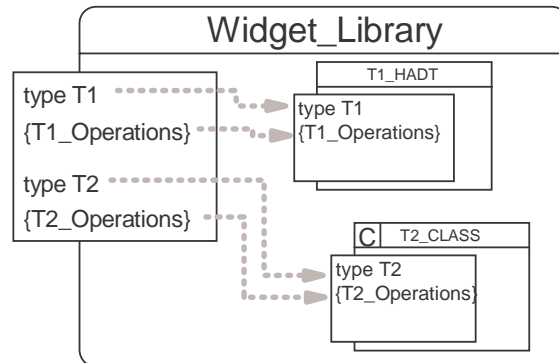 Widget_Library
type T1
{T1_Operations}
type T2
{T2_Operations}
T1_HADT
type T1
{T1_Operations}
C T2_CLASS
type T2
{T2_Operations}